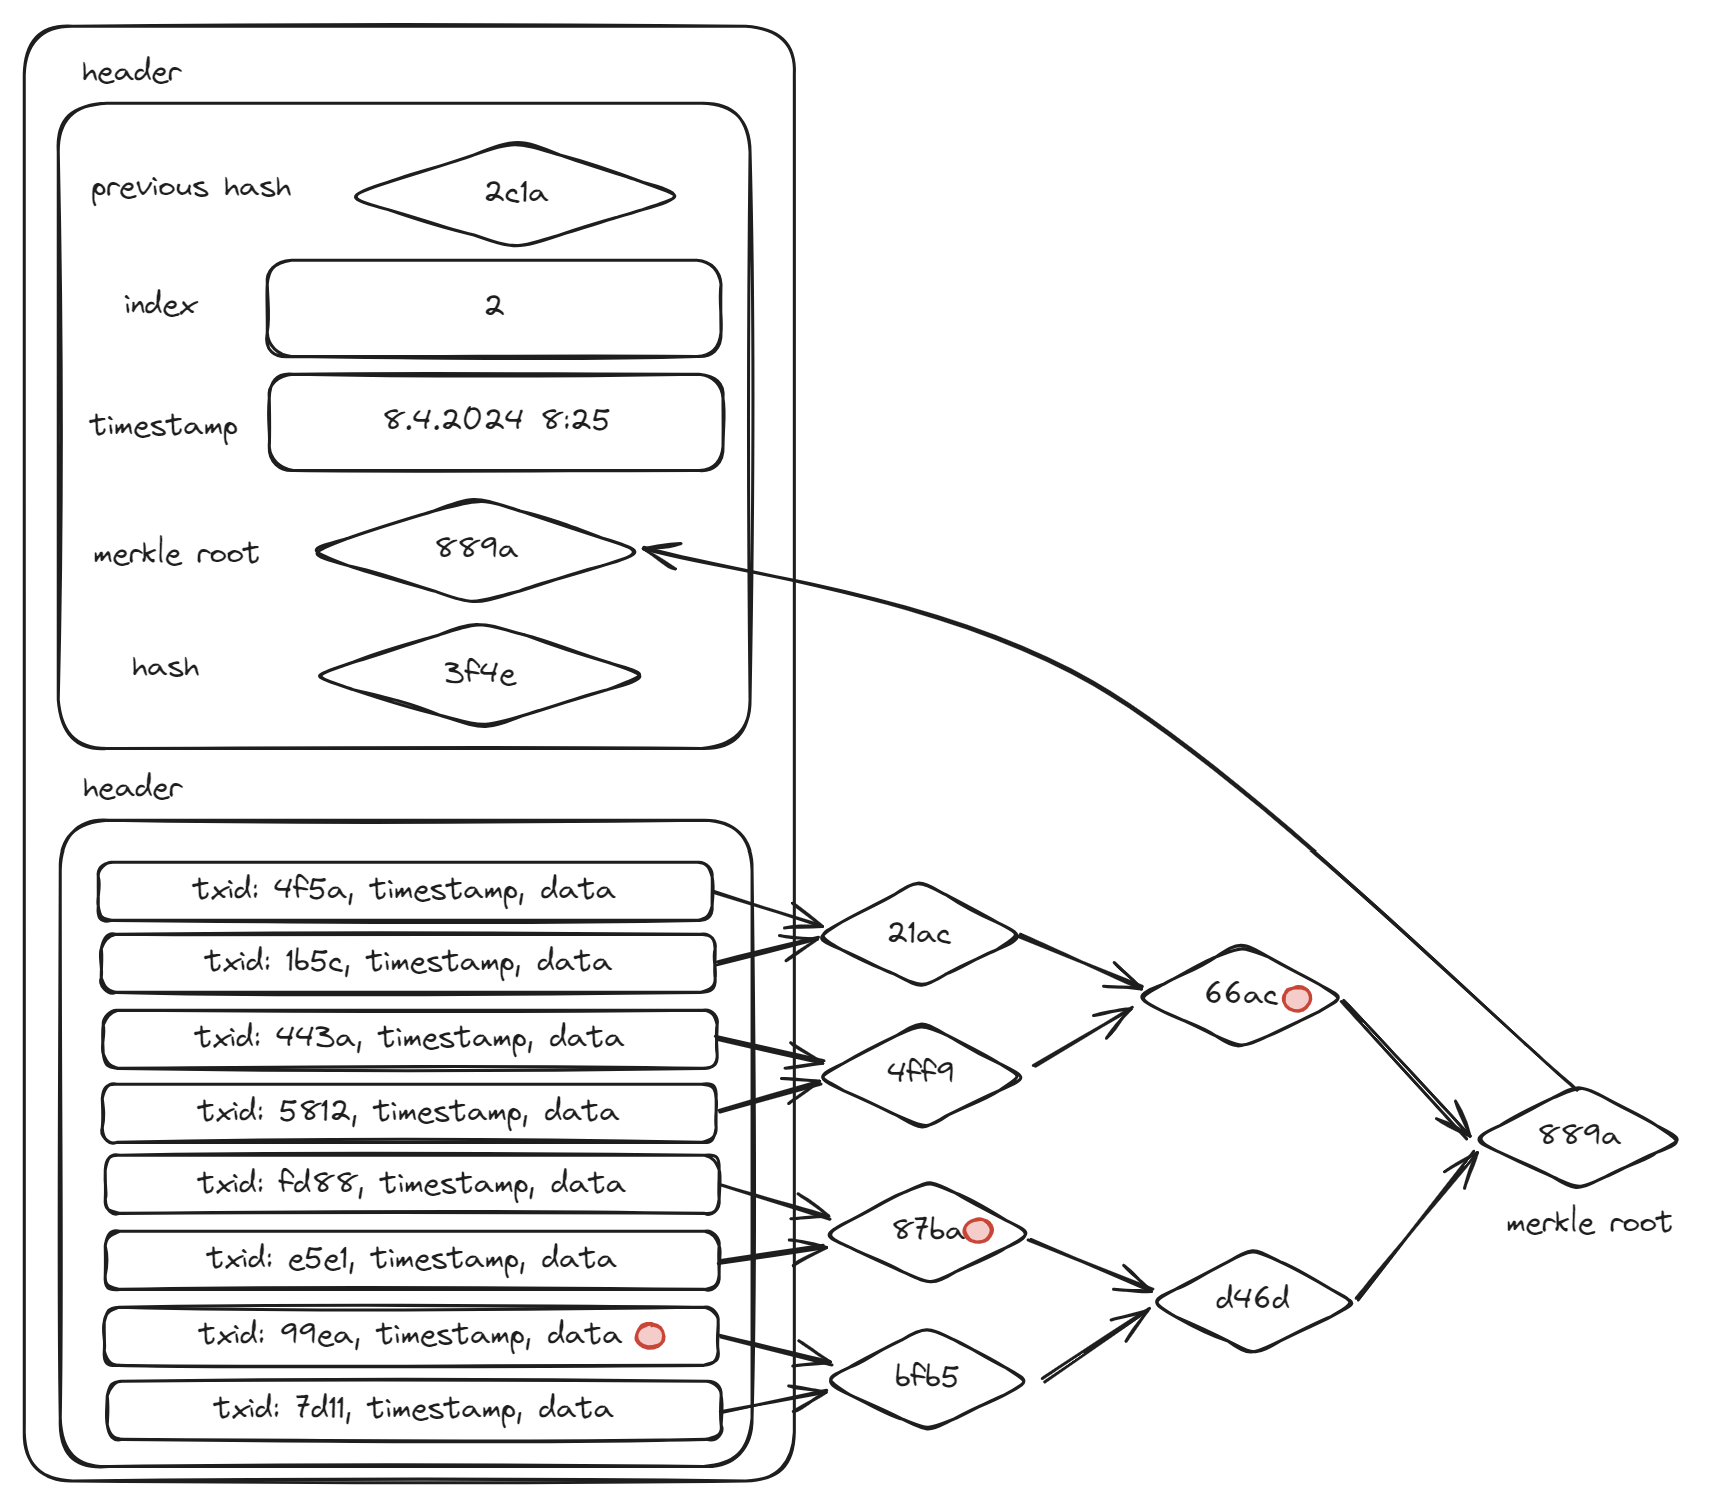 header
previous hash
2c1a
index
2
timestamp
8.4.2024 8:25
merkle root
889a
hash
3f4e
header
txid: 4f5a, timestamp, data
txid: 1b5c, timestamp, data
txid: 443a, timestamp, data
txid: 5812, timestamp, data
txid: fd88, timestamp, data
txid: e5e1, timestamp, data
txid: 99ea, timestamp, data
txid: 7d11, timestamp, data
21ac
4ff9
87ba
bfb5
66ac
d46d
889a
merkle root